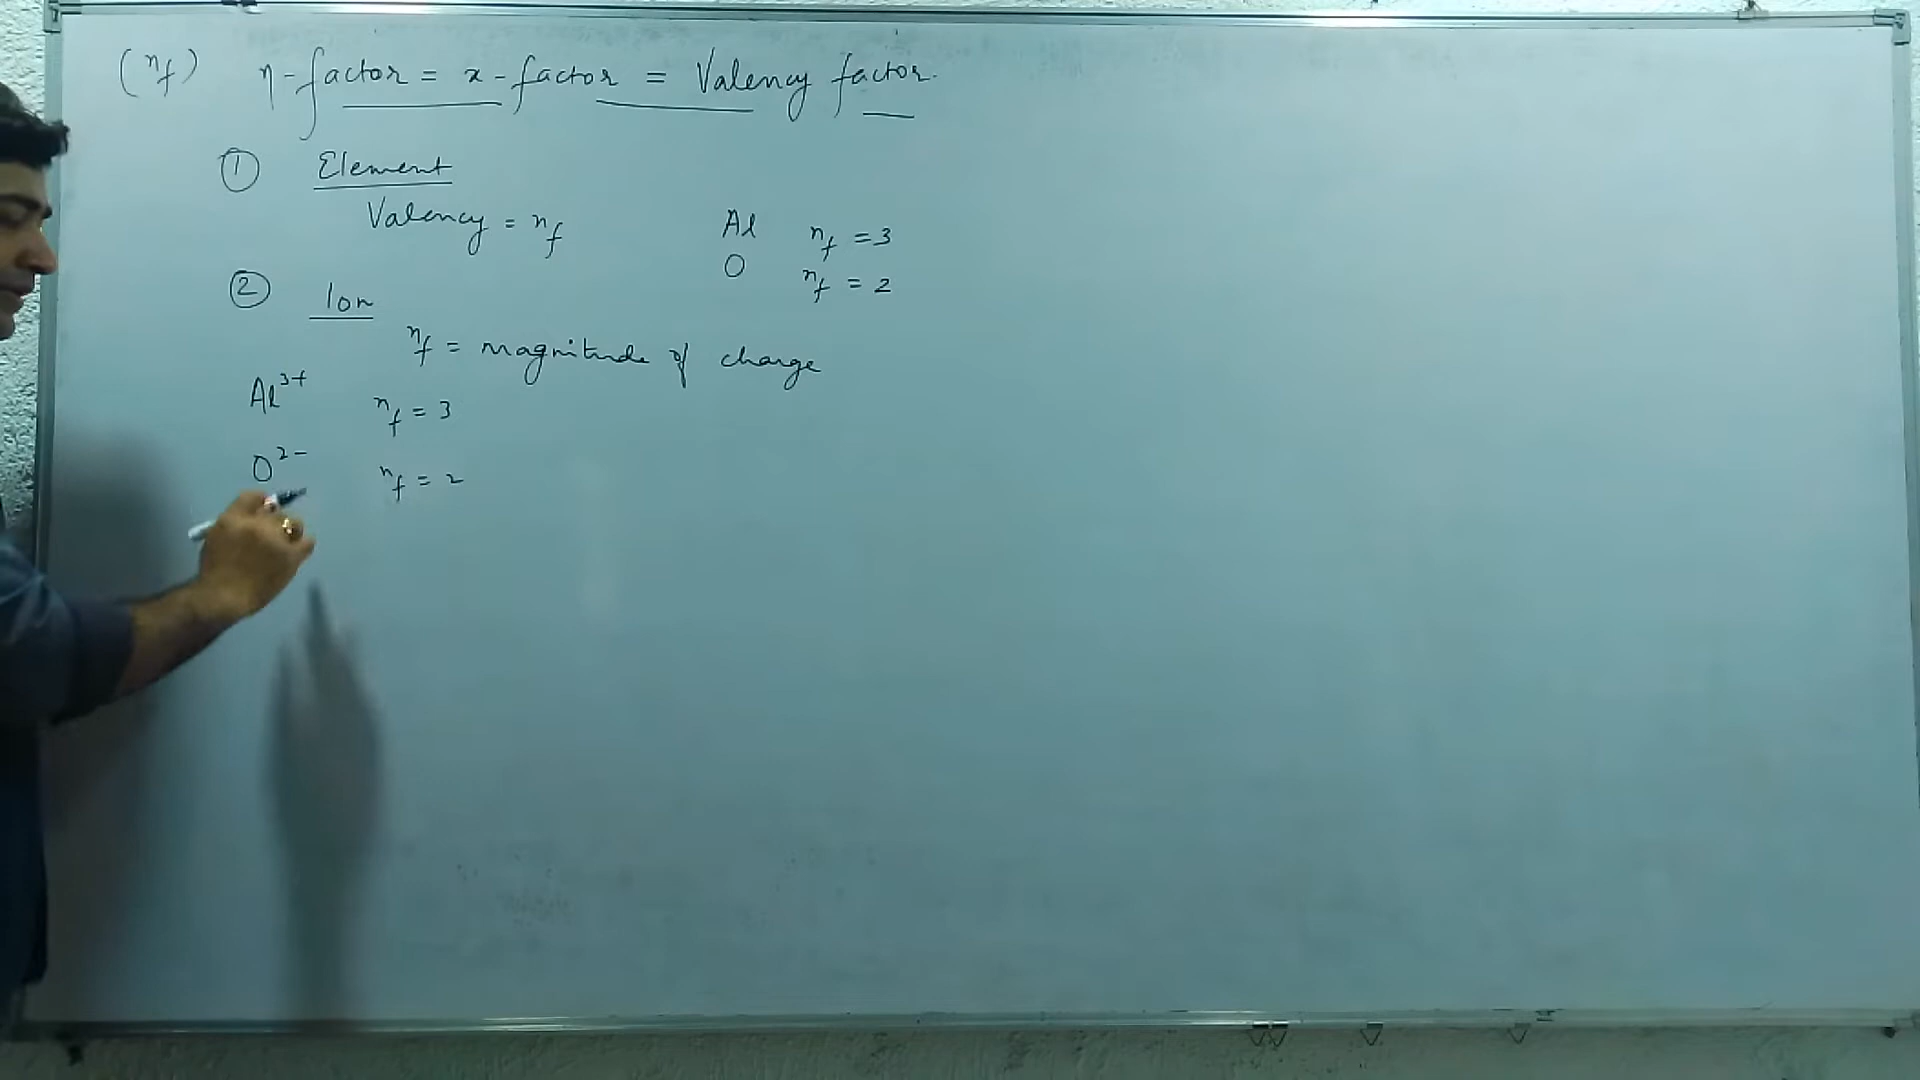 (nf) n-factor = x-factor = Valency factor.
① Element
Valency = nf
Al nf = 3
O nf = 2
② Ion
nf = magnitude of change
Al³⁺ nf = 3
O²⁻ nf = 2